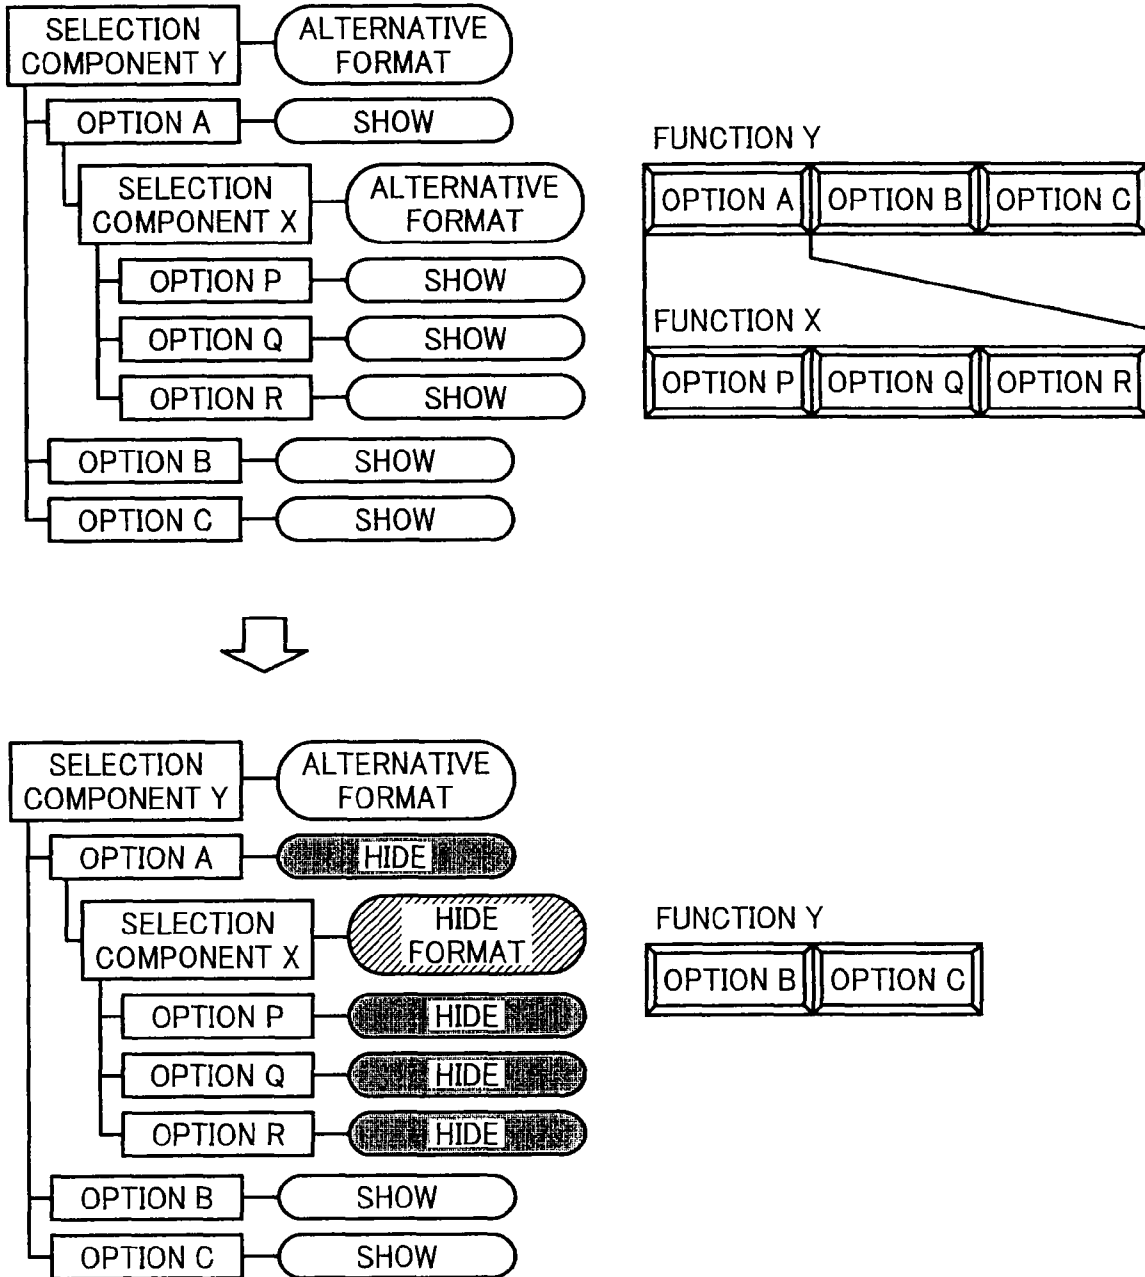 SELECTION
COMPONENT Y
ALTERNATIVE
FORMAT
OPTION A
SHOW
SELECTION
COMPONENT X
ALTERNATIVE
FORMAT
OPTION P
SHOW
OPTION Q
SHOW
OPTION R
SHOW
OPTION B
SHOW
OPTION C
SHOW
FUNCTION Y
OPTION A
OPTION B
OPTION C
FUNCTION X
OPTION P
OPTION Q
OPTION R
SELECTION
COMPONENT Y
ALTERNATIVE
FORMAT
OPTION A
HIDE
SELECTION
COMPONENT X
HIDE
FORMAT
OPTION P
HIDE
OPTION Q
HIDE
OPTION R
HIDE
OPTION B
SHOW
OPTION C
SHOW
FUNCTION Y
OPTION B
OPTION C